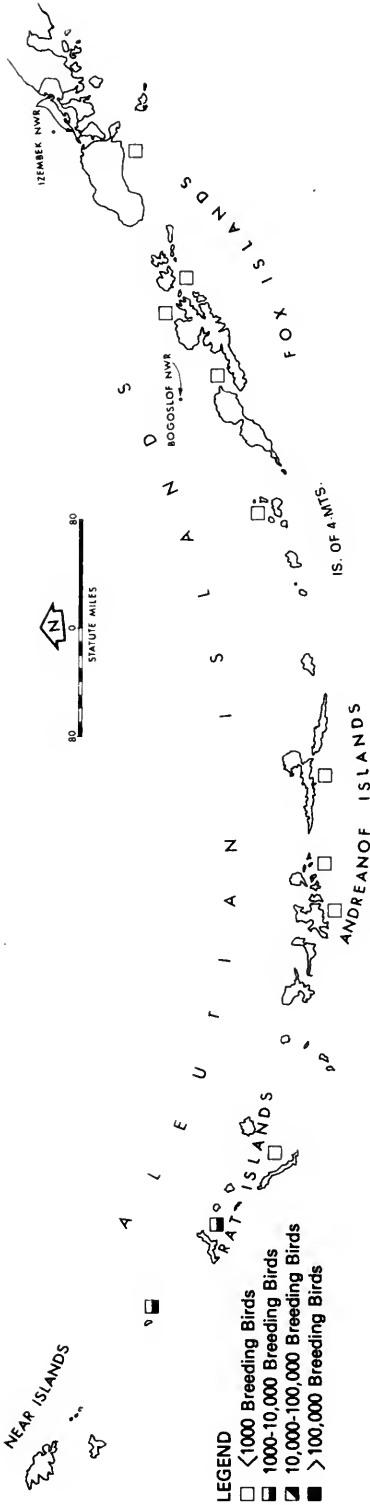 IZEMBEK NWR
FOX ISLANDS
BOGOSLOF NWR
IS. OF 4-MTS.
ALEUTIAN ISLANDS
ANDREANOF ISLANDS
RAT ISLANDS
NEAR ISLANDS
N
80 0 80
STATUTE MILES
LEGEND
<1000 Breeding Birds
1000-10,000 Breeding Birds
10,000-100,000 Breeding Birds
>100,000 Breeding Birds